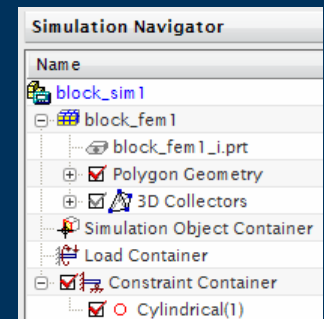 Simulation Navigator
Name
block_sim1
block_fem1
block_fem1_i.prt
Polygon Geometry
3D Collectors
Simulation Object Container
Load Container
Constraint Container
Cylindrical(1)